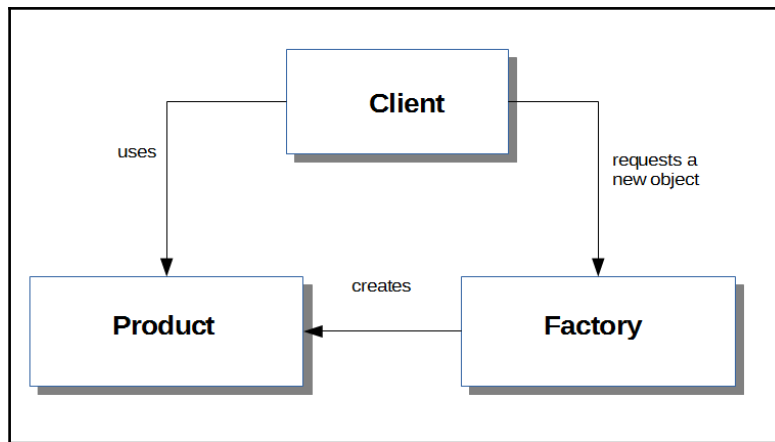 Client
uses
requests a
new object
creates
Product
Factory